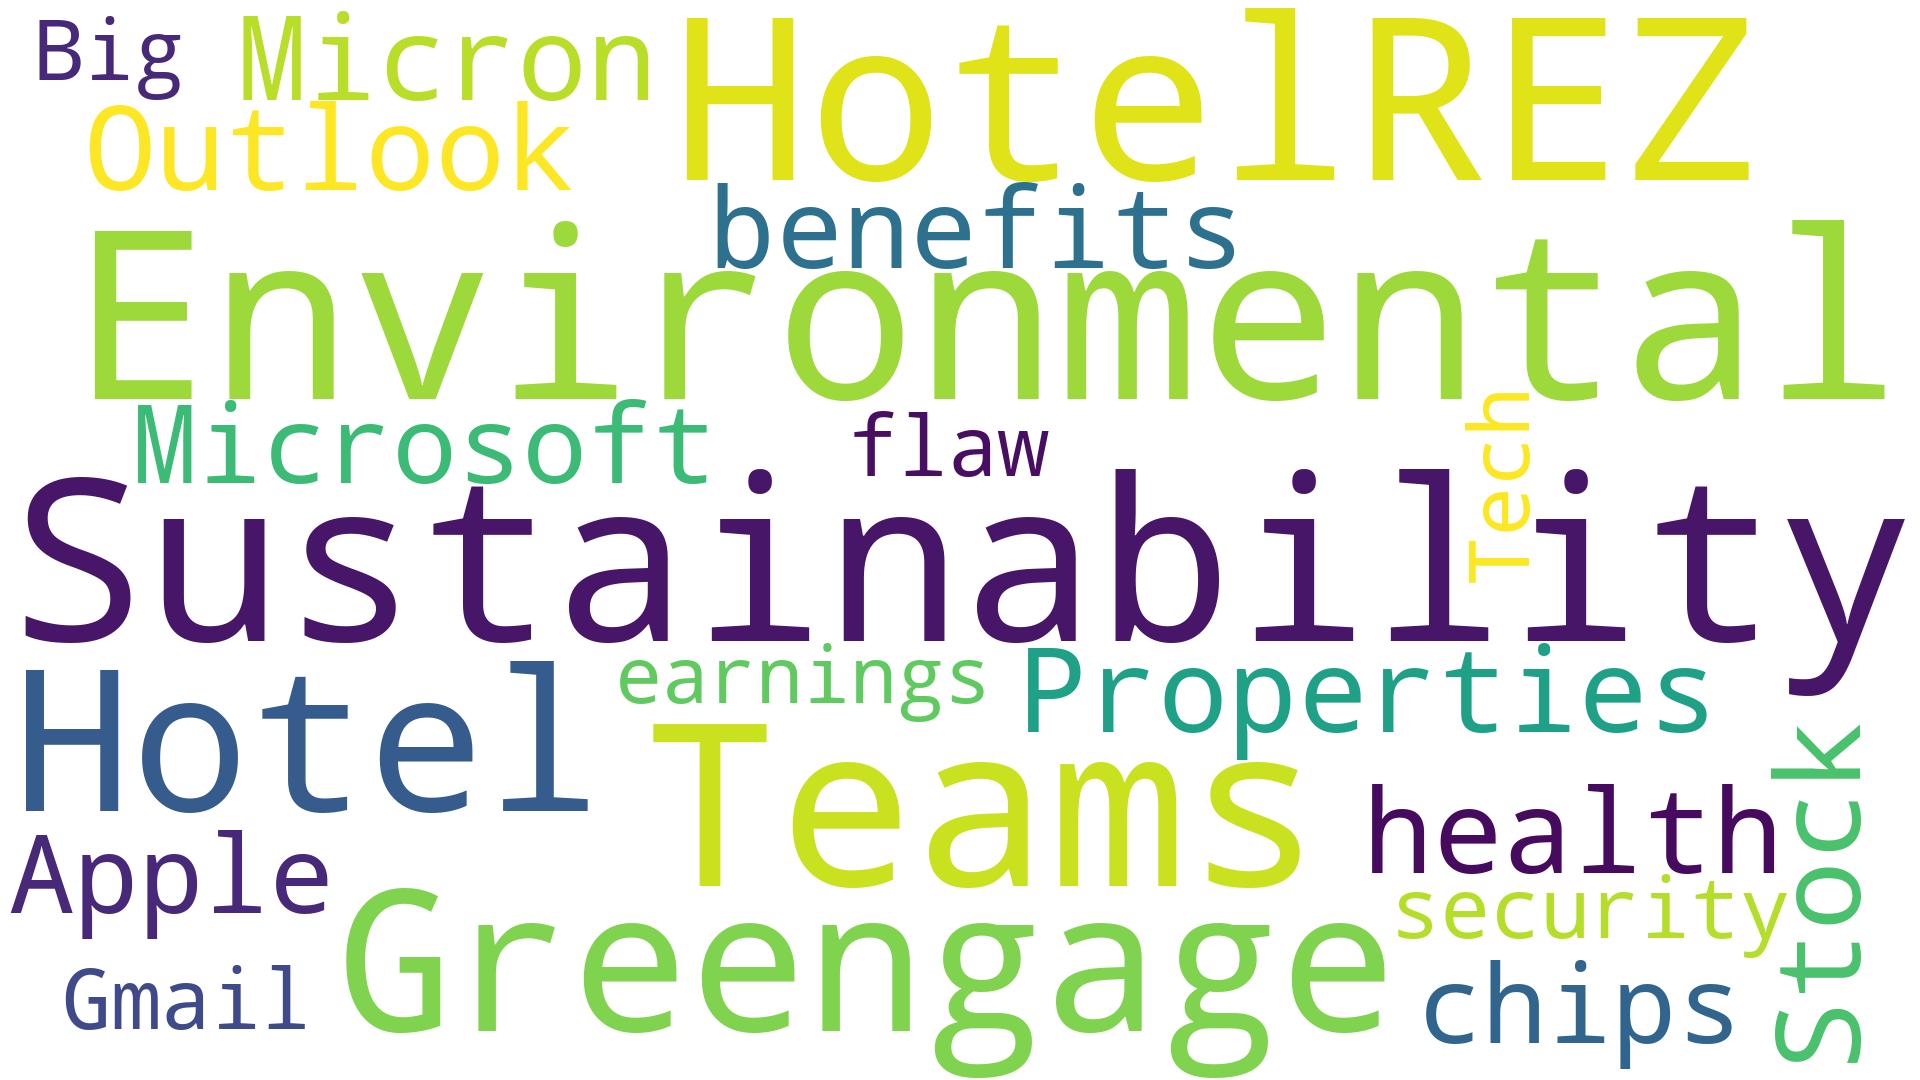 Big
Micron
HotelREZ
Outlook
benefits
Environmental
Microsoft
flaw
Tech
Sustainability
earnings
Properties
Hotel
Teams
Stock
health
Apple
security
Greengage
Gmail
chips